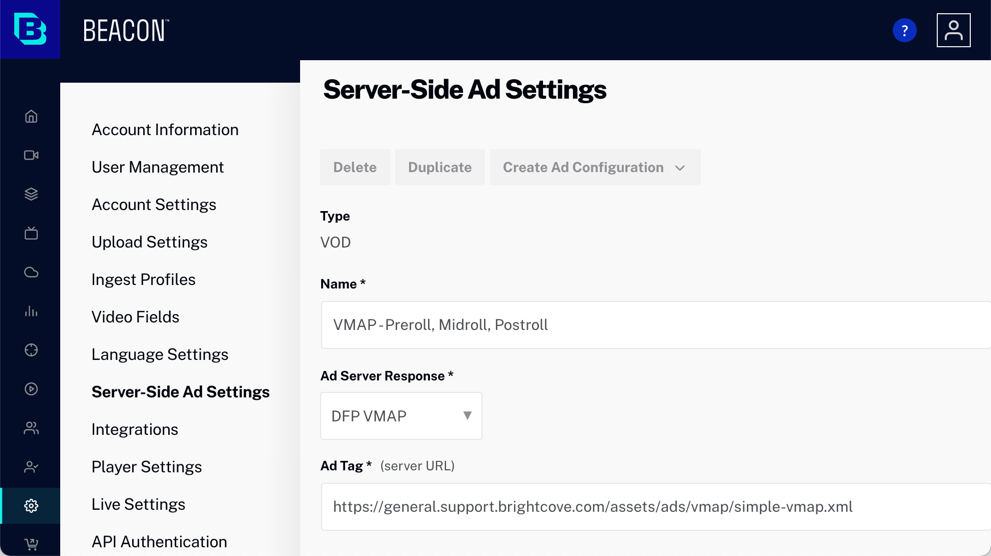 B BEACON™ ?
Server-Side Ad Settings
Account Information
User Management
Account Settings
Upload Settings
Ingest Profiles
Video Fields
Language Settings
Server-Side Ad Settings
Integrations
Player Settings
Live Settings
API Authentication
Delete Duplicate Create Ad Configuration
Type
VOD
Name *
VMAP - Preroll, Midroll, Postroll
Ad Server Response *
DFP VMAP
Ad Tag * (server URL)
https://general.support.brightcove.com/assets/ads/vmap/simple-vmap.xml